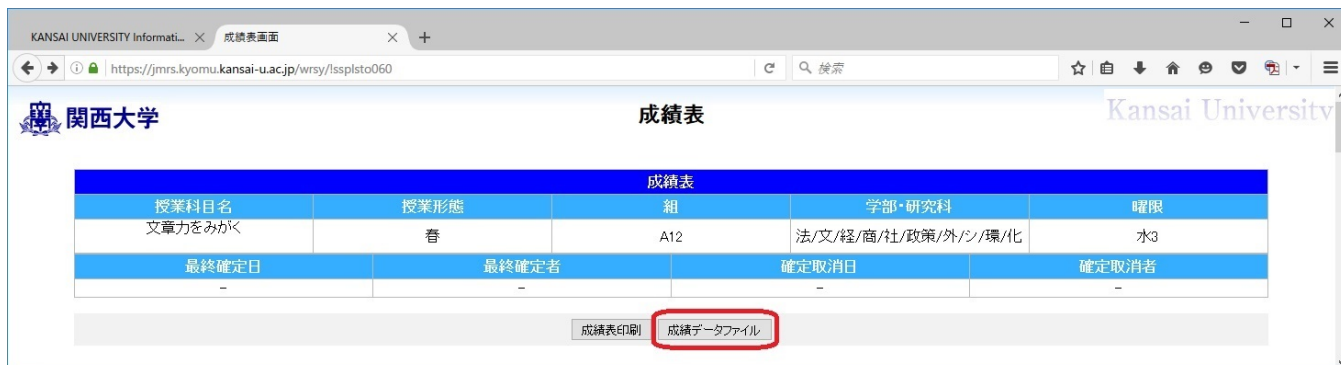 KANSAI UNIVERSITY Informati... 成績表画面
https://jmrs.kyomu.kansai-u.ac.jp/wrsy/!ssplsto060 検索
関西大学 成績表 Kansai University
成績表
授業科目名 授業形態 組 学部・研究科 曜限
文章力をみがく 春 A12 法/文/経/商/社/政策/外/シ/環/化 水3
最終確定日 最終確定者 確定取消日 確定取消者
- - - -
成績表印刷 成績データファイル